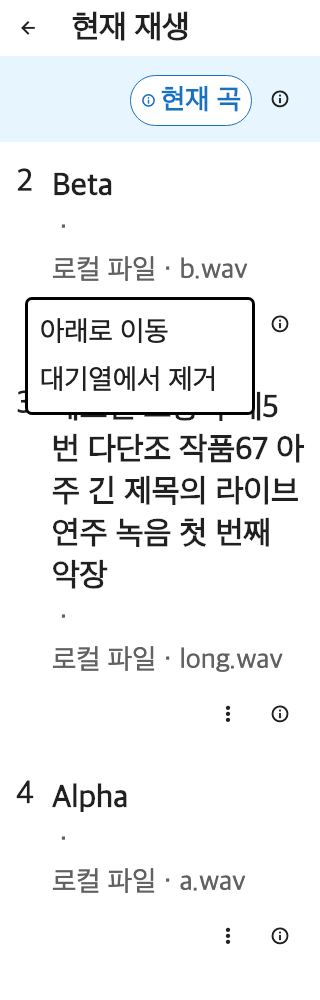 현재 재생
현재 곡
2
Beta
·
로컬 파일 · b.wav
아래로 이동
대기열에서 제거
번 다단조 작품67 아
주 긴 제목의 라이브
연주 녹음 첫 번째
악장
·
로컬 파일 · long.wav
4
Alpha
·
로컬 파일 · a.wav